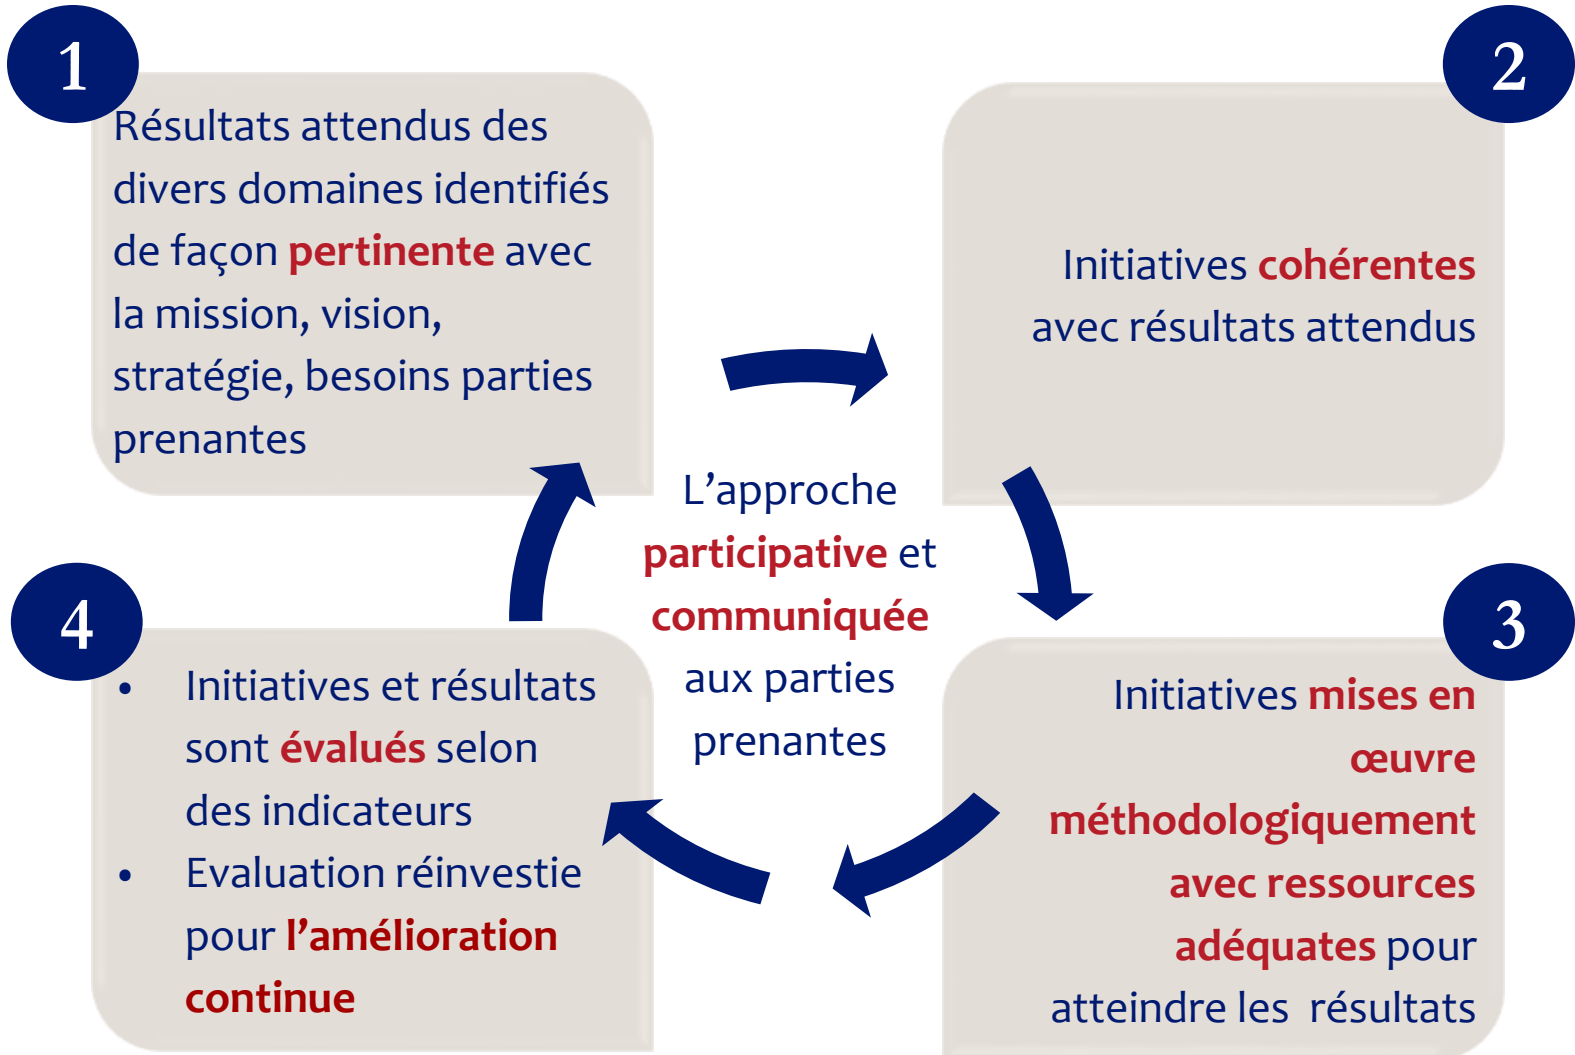 1
Résultats attendus des
divers domaines identifiés
de façon pertinente avec
la mission, vision,
stratégie, besoins parties
prenantes
2
Initiatives cohérentes
avec résultats attendus
L’approche
participative et
communiquée
aux parties
prenantes
3
Initiatives mises en
œuvre
méthodologiquement
avec ressources
adéquates pour
atteindre les  résultats
4
• Initiatives et résultats
sont évalués selon
des indicateurs
• Evaluation réinvestie
pour l’amélioration
continue